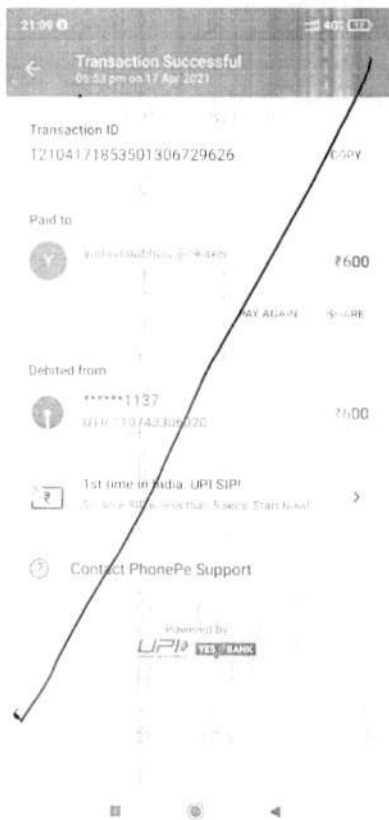 21:09
Transaction Successful
05:53 pm on 17 Apr 2021
Transaction ID
T2104171853501306729626
COPY
Paid to
Y
₹600
PAY AGAIN SHARE
Debited from
******1137
₹600
1st time in India: UPI SIP!
Contact PhonePe Support
Powered by
UPI YES BANK